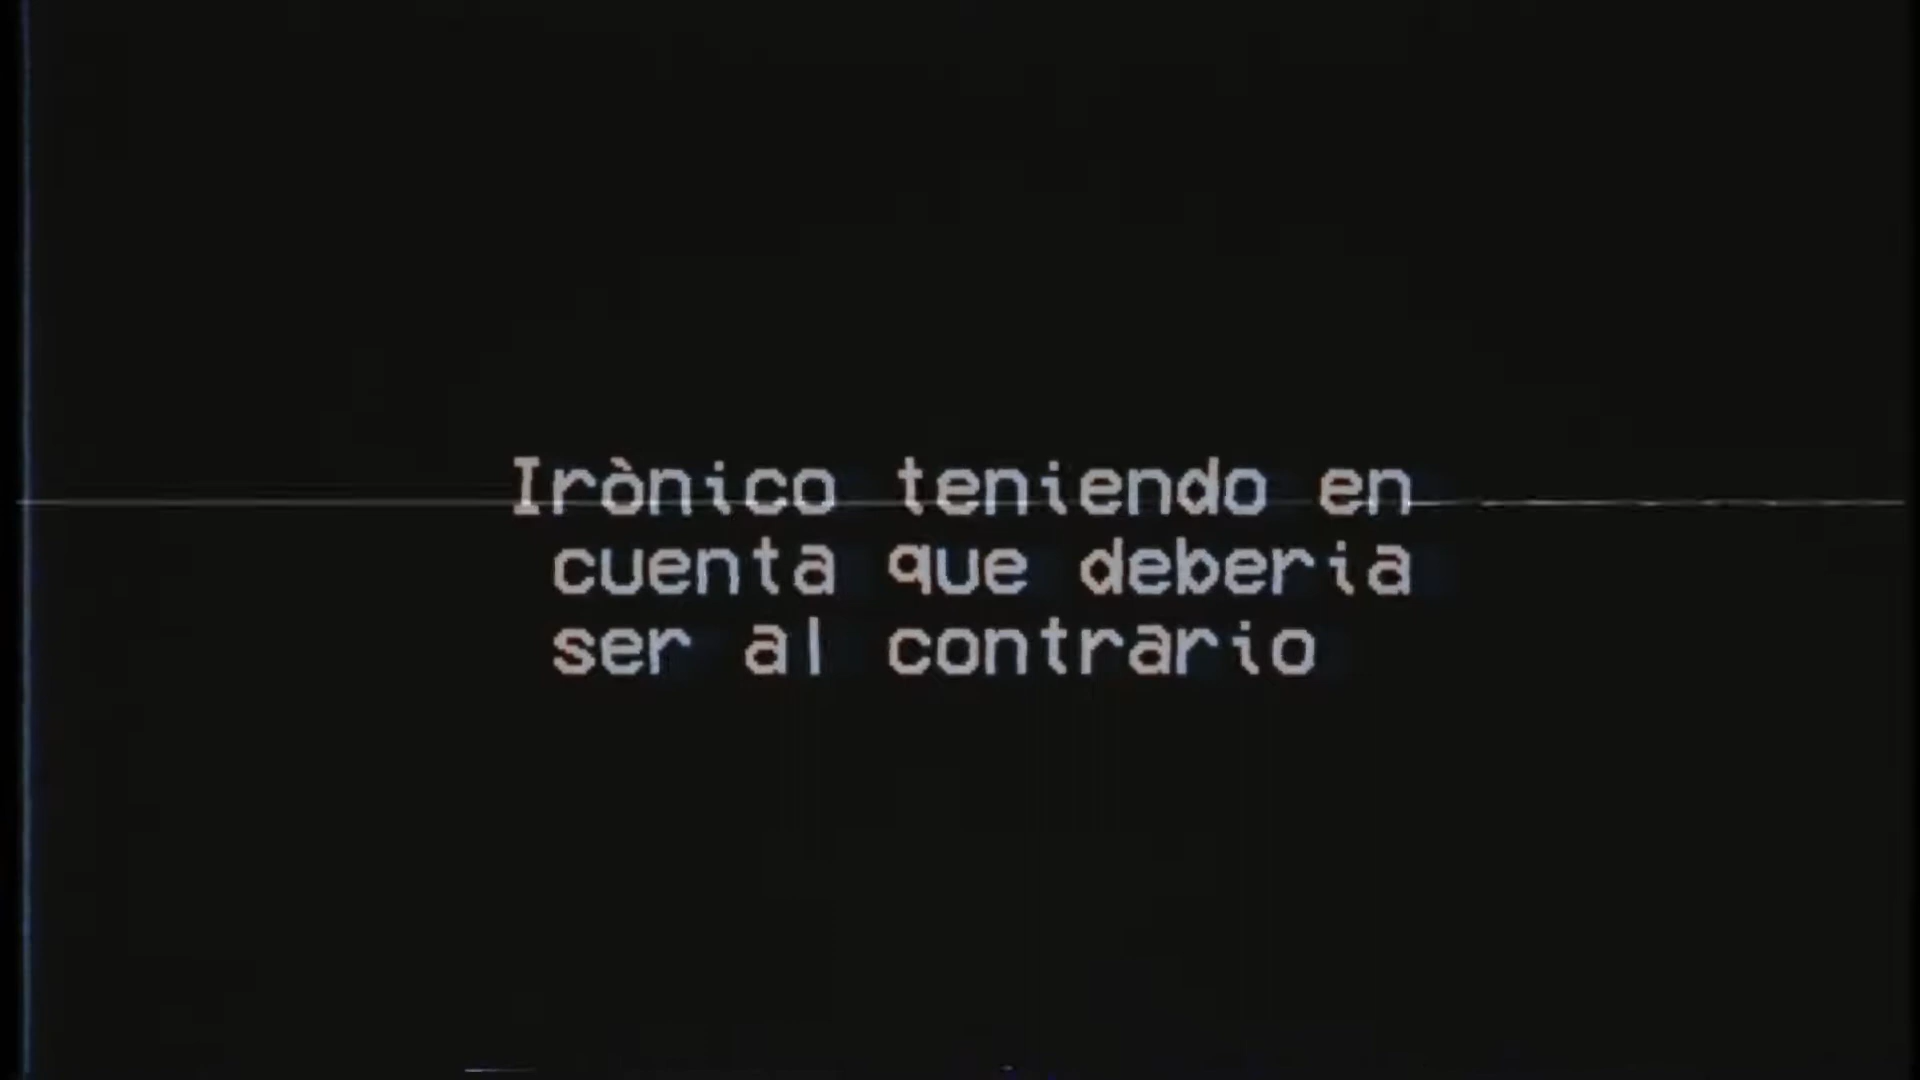 Irònico teniendo en
cuenta que deberia
ser al contrario